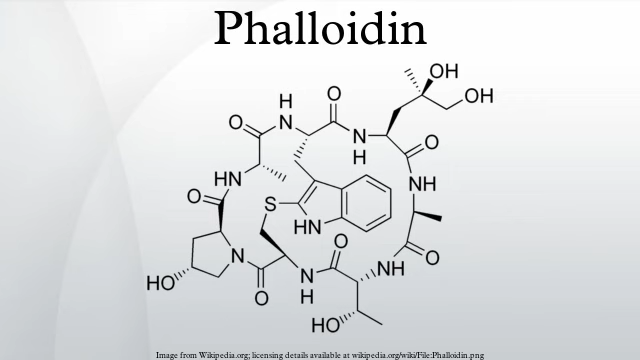 Phalloidin
OH
OH
H
N
O
O
N
H
O
HN
NH
O
S
HN
O
N
O
N
H
O
NH
O
HO
HO
Image from Wikipedia.org; licensing details available at wikipedia.org/wiki/File:Phalloidin.png